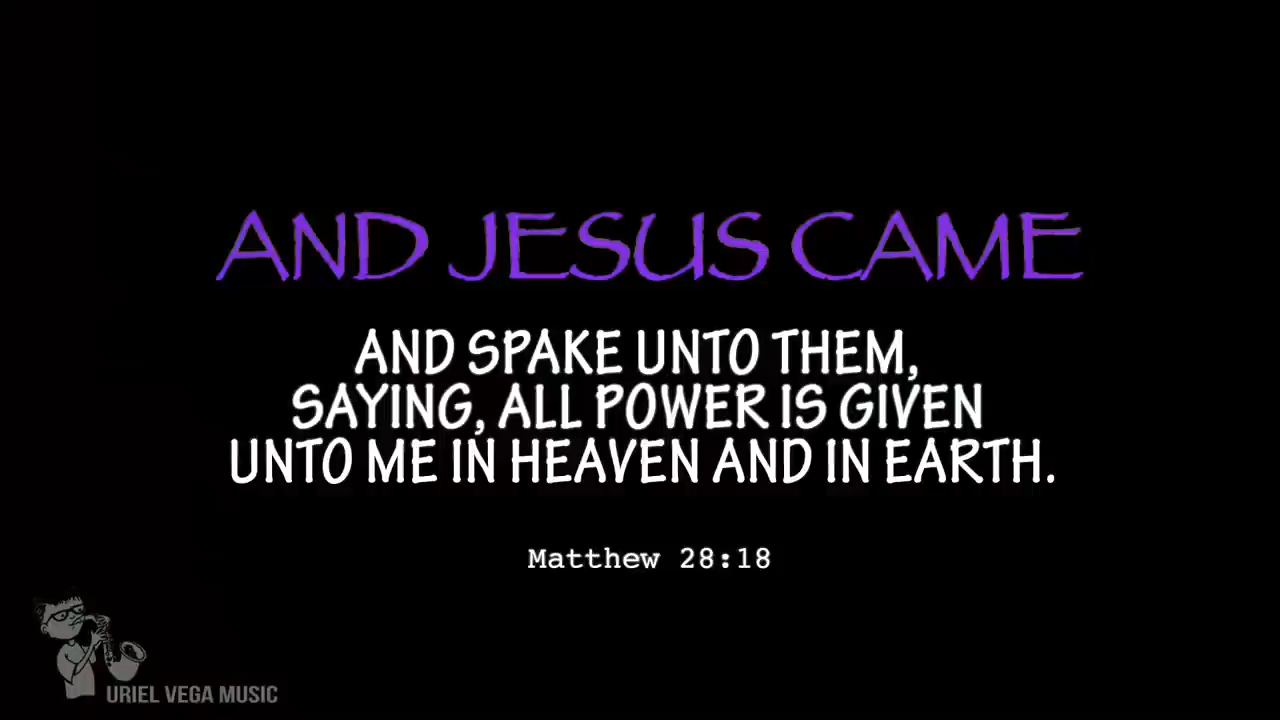 AND JESUS CAME
AND SPAKE UNTO THEM,
SAYING, ALL POWER IS GIVEN
UNTO ME IN HEAVEN AND IN EARTH.
Matthew 28:18
URIEL VEGA MUSIC